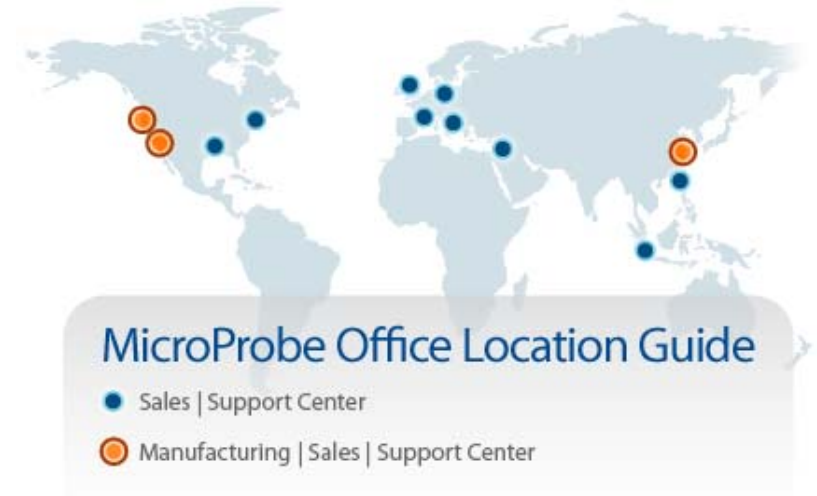 MicroProbe Office Location Guide
Sales | Support Center
Manufacturing | Sales | Support Center